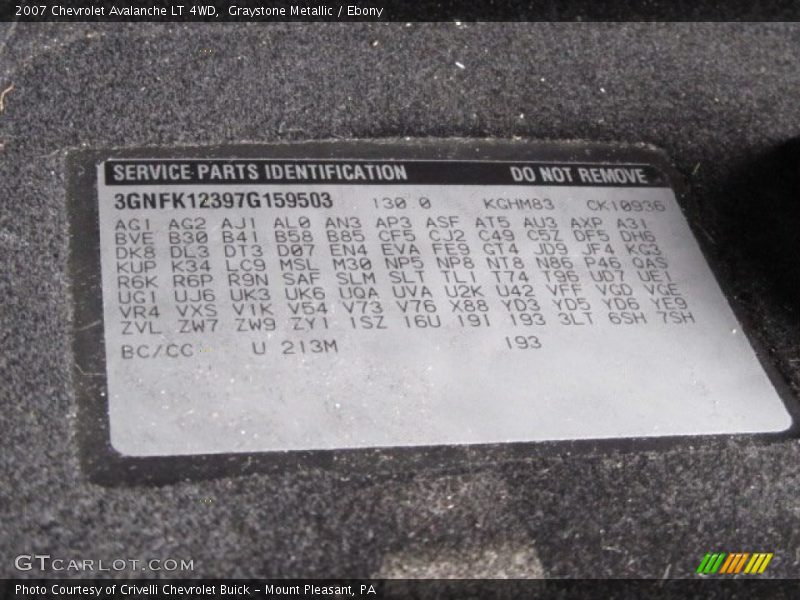 2007 Chevrolet Avalanche LT 4WD, Graystone Metallic / Ebony
SERVICE PARTS IDENTIFICATION DO NOT REMOVE
3GNFK12397G159503 130 0 KGHM83 CK10936
AG1 AG2 AJ1 AL0 AN3 AP3 ASF AT5 AU3 AXP A31
BVE B30 B41 B58 B85 CF5 CJ2 C49 C57 DF5 DH6
DK8 DL3 DT3 D07 EN4 EVA FE9 GT4 JD9 JF4 KG3
KUP K34 LC9 MSL M30 NP5 NP8 NT8 N86 P46 QAS
R6K R6P R9N SAF SLM SLT TL1 T74 T96 UD7 UE1
UG1 UJ6 UK3 UK6 UQA UVA U2K U42 VFF VGD VGE
VR4 VXS V1K V54 V73 V76 X88 YD3 YD5 YD6 YE9
ZVL ZW7 ZW9 ZY1 1SZ 16U 19I 193 3LT 6SH 7SH
BC/CC U 213M 193
GTCARLOT.COM
Photo Courtesy of Crivelli Chevrolet Buick - Mount Pleasant, PA